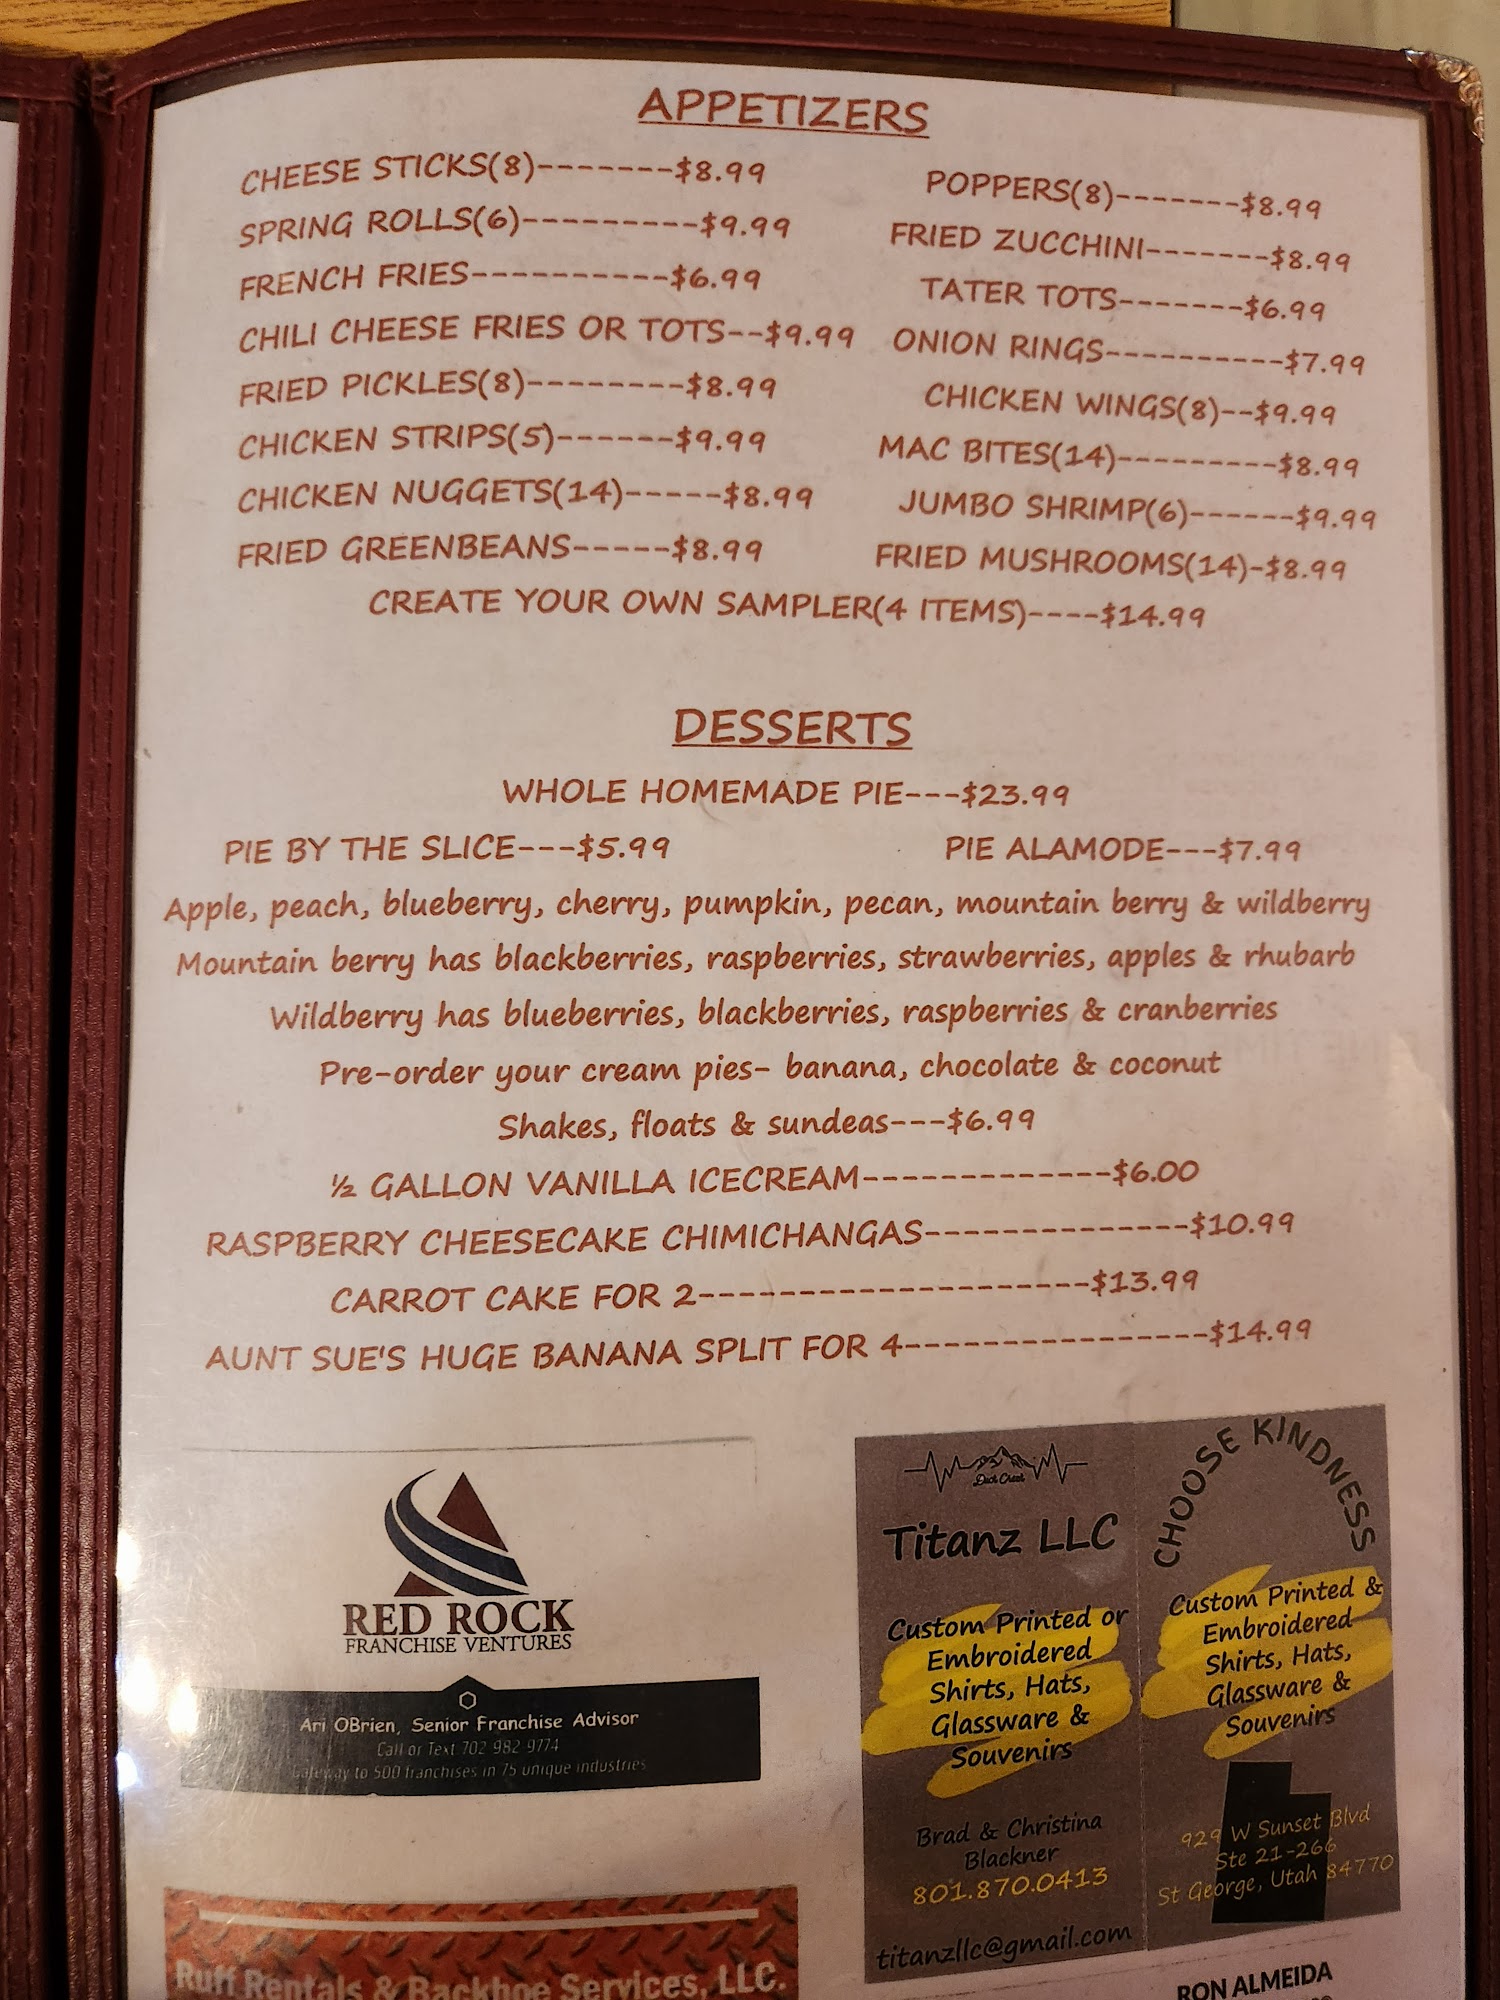 APPETIZERS
CHEESE STICKS(8)-------$8.99
SPRING ROLLS(6)---------$9.99
FRENCH FRIES----------$6.99
CHILI CHEESE FRIES OR TOTS--$9.99
FRIED PICKLES(8)--------$8.99
CHICKEN STRIPS(5)------$9.99
CHICKEN NUGGETS(14)-----$8.99
FRIED GREENBEANS-----$8.99
POPPERS(8)-------$8.99
FRIED ZUCCHINI-------$8.99
TATER TOTS-------$6.99
ONION RINGS----------$7.99
CHICKEN WINGS(8)--$9.99
MAC BITES(14)---------$8.99
JUMBO SHRIMP(6)------$9.99
FRIED MUSHROOMS(14)-$8.99
CREATE YOUR OWN SAMPLER(4 ITEMS)----$14.99
DESSERTS
WHOLE HOMEMADE PIE---$23.99
PIE BY THE SLICE---$5.99
PIE ALAMODE---$7.99
Apple, peach, blueberry, cherry, pumpkin, pecan, mountain berry & wildberry
Mountain berry has blackberries, raspberries, strawberries, apples & rhubarb
Wildberry has blueberries, blackberries, raspberries & cranberries
Pre-order your cream pies- banana, chocolate & coconut
Shakes, floats & sundeas---$6.99
½ GALLON VANILLA ICECREAM-------------$6.00
RASPBERRY CHEESECAKE CHIMICHANGAS--------------$10.99
CARROT CAKE FOR 2-------------------$13.99
AUNT SUE'S HUGE BANANA SPLIT FOR 4----------------$14.99
RED ROCK
FRANCHISE VENTURES
Ari OBrien, Senior Franchise Advisor
Call or Text 702 982 9774
Gateway to 500 franchises in 75 unique industries
Duck Creek
Titanz LLC
Custom Printed or
Embroidered
Shirts, Hats,
Glassware &
Souvenirs
Brad & Christina
Blackner
801.870.0413
titanzllc@gmail.com
CHOOSE KINDNESS
Custom Printed &
Embroidered
Shirts, Hats,
Glassware &
Souvenirs
929 W Sunset Blvd
Ste 21-266
St George, Utah 84770
Ruff Rentals & Backhoe Services, LLC.
RON ALMEIDA